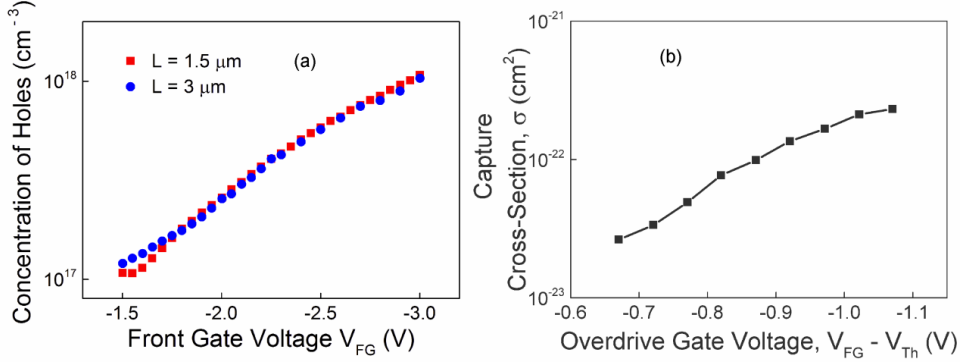 Concentration of Holes (cm⁻³)
10¹⁸
10¹⁷
L = 1.5 μm
L = 3 μm
(a)
-1.5 -2.0 -2.5 -3.0
Front Gate Voltage V_FG (V)
Capture
Cross-Section, σ (cm²)
10⁻²¹
10⁻²²
10⁻²³
(b)
-0.6 -0.7 -0.8 -0.9 -1.0 -1.1
Overdrive Gate Voltage, V_FG - V_Th (V)